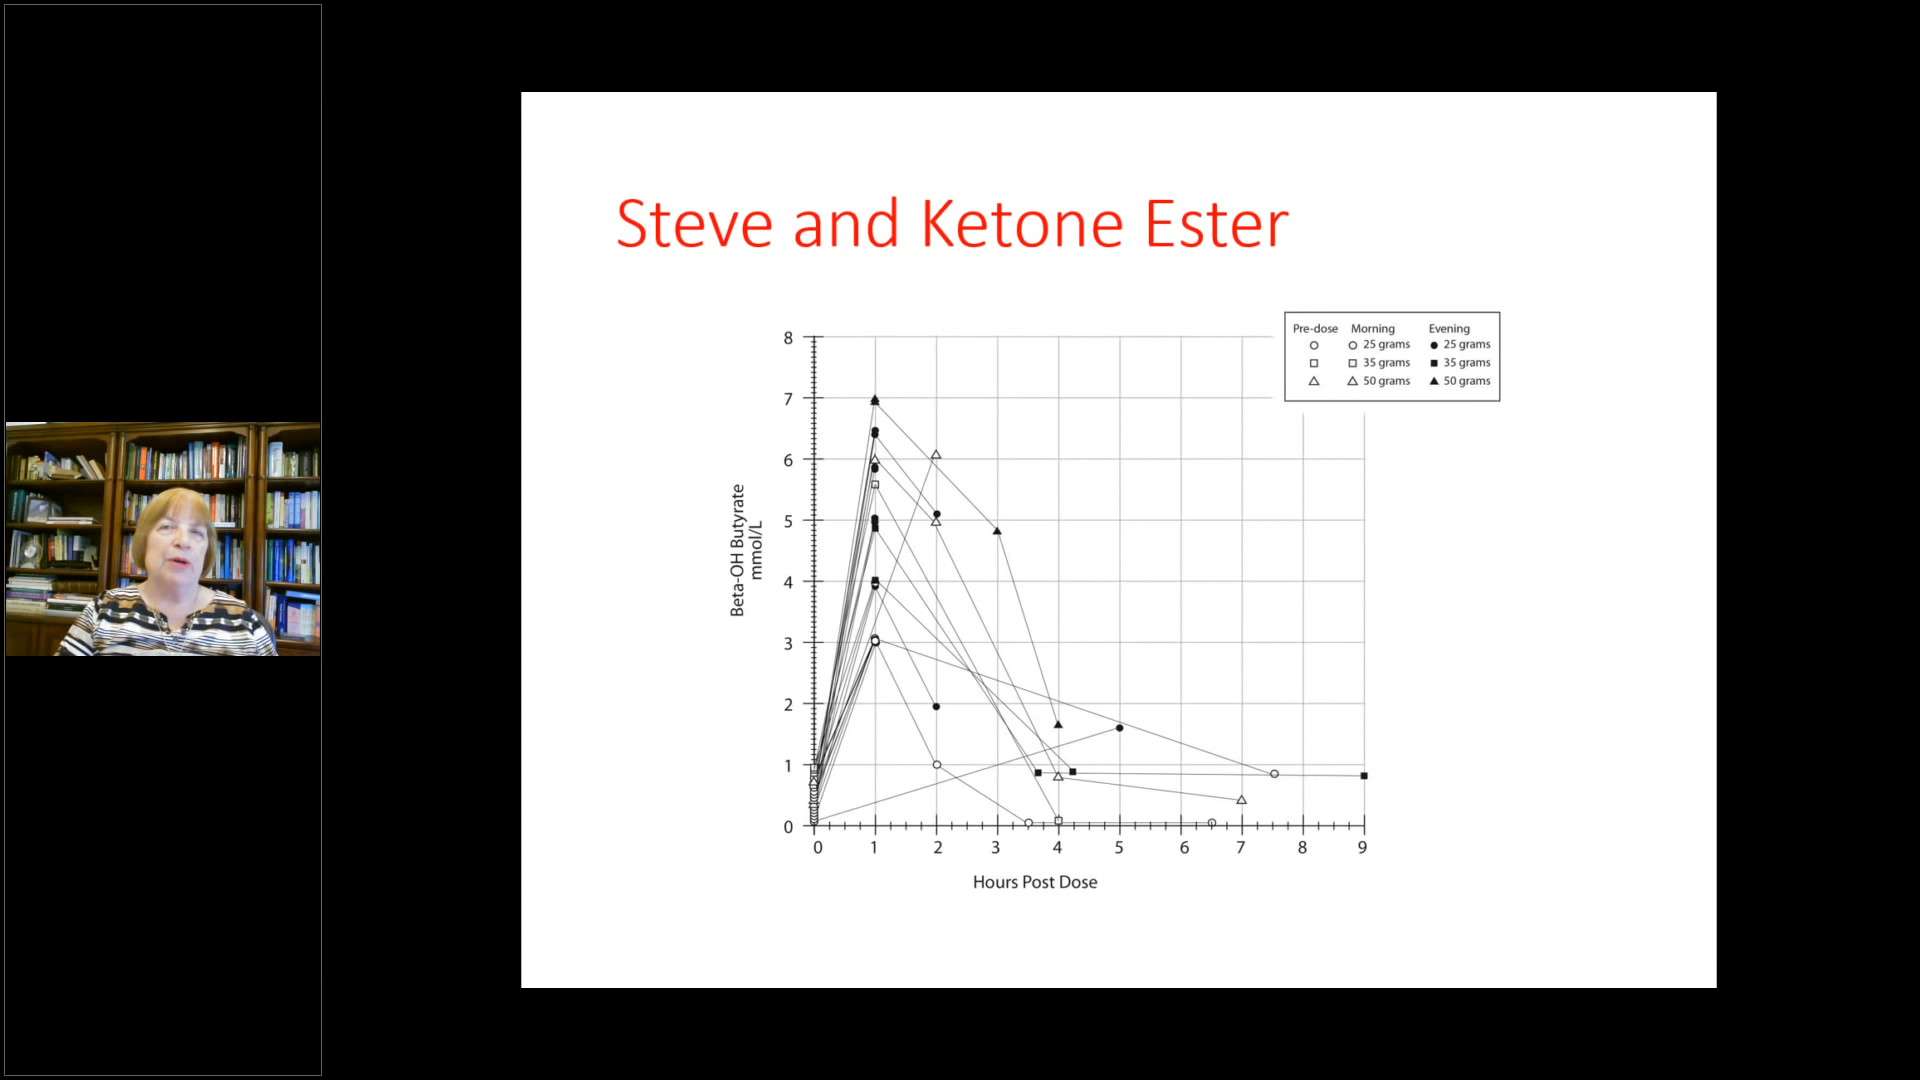 Steve and Ketone Ester
Pre-dose Morning Evening
25 grams 25 grams
35 grams 35 grams
50 grams 50 grams
8
7
6
5
4
3
2
1
0
Beta-OH Butyrate
mmol/L
0 1 2 3 4 5 6 7 8 9
Hours Post Dose